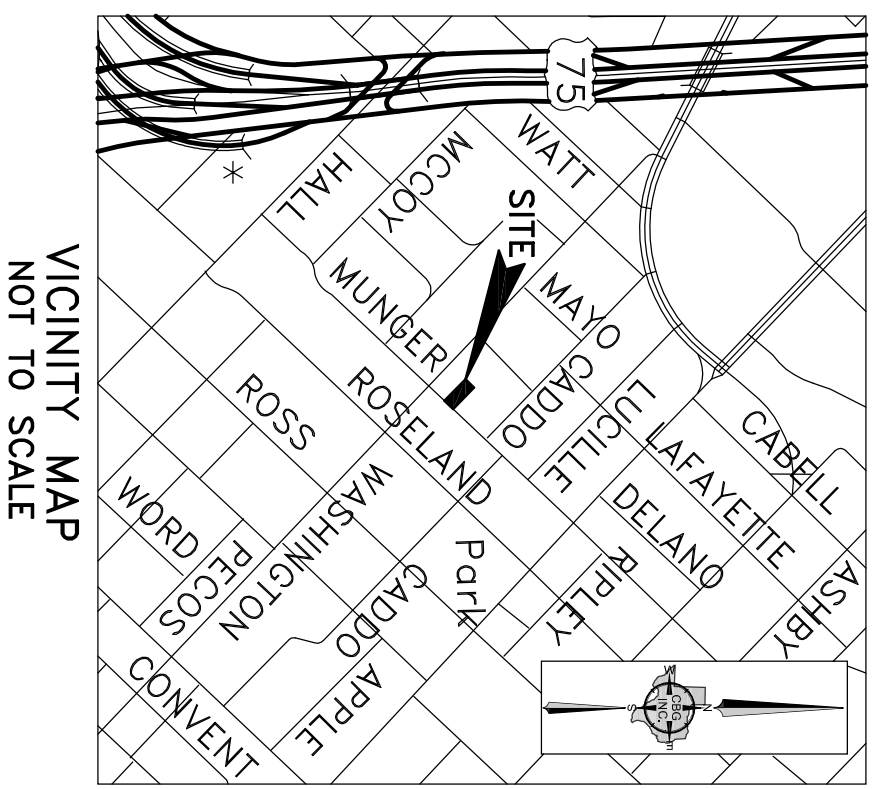 VICINITY MAP
NOT TO SCALE
75
WATT
HALL
MCCOY
SITE
MUNGER
MAYO
CADDO
LUCILLE
ROSELAND
ROSS
CABELL
LAFAYETTE
DELANO
WASHINGTON
WORD
PECOS
Park
RIPLEY
ASHBY
CADDO
APPLE
CONVENT
W
N
S
E
CBG
INC.
*